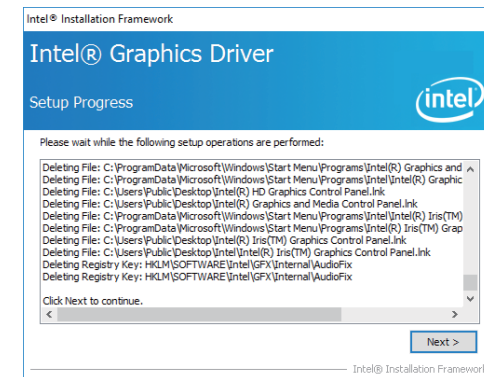 Intel® Installation Framework
Intel® Graphics Driver
Setup Progress
intel
Please wait while the following setup operations are performed:
Deleting File: C:\ProgramData\Microsoft\Windows\Start Menu\Programs\Intel(R) Graphics and
Deleting File: C:\ProgramData\Microsoft\Windows\Start Menu\Programs\Intel\Intel(R) Graphic
Deleting File: C:\Users\Public\Desktop\Intel(R) HD Graphics Control Panel.lnk
Deleting File: C:\Users\Public\Desktop\Intel(R) Graphics and Media Control Panel.lnk
Deleting File: C:\ProgramData\Microsoft\Windows\Start Menu\Programs\Intel\Intel(R) Iris(TM)
Deleting File: C:\ProgramData\Microsoft\Windows\Start Menu\Programs\Intel(R) Iris(TM) Grap
Deleting File: C:\Users\Public\Desktop\Intel(R) Iris(TM) Graphics Control Panel.lnk
Deleting File: C:\Users\Public\Desktop\Intel\Intel(R) Iris(TM) Graphics Control Panel.lnk
Deleting Registry Key: HKLM\SOFTWARE\Intel\GFX\Internal\AudioFix
Deleting Registry Key: HKLM\SOFTWARE\Intel\GFX\Internal\AudioFix
Click Next to continue.
Next >
Intel® Installation Framework